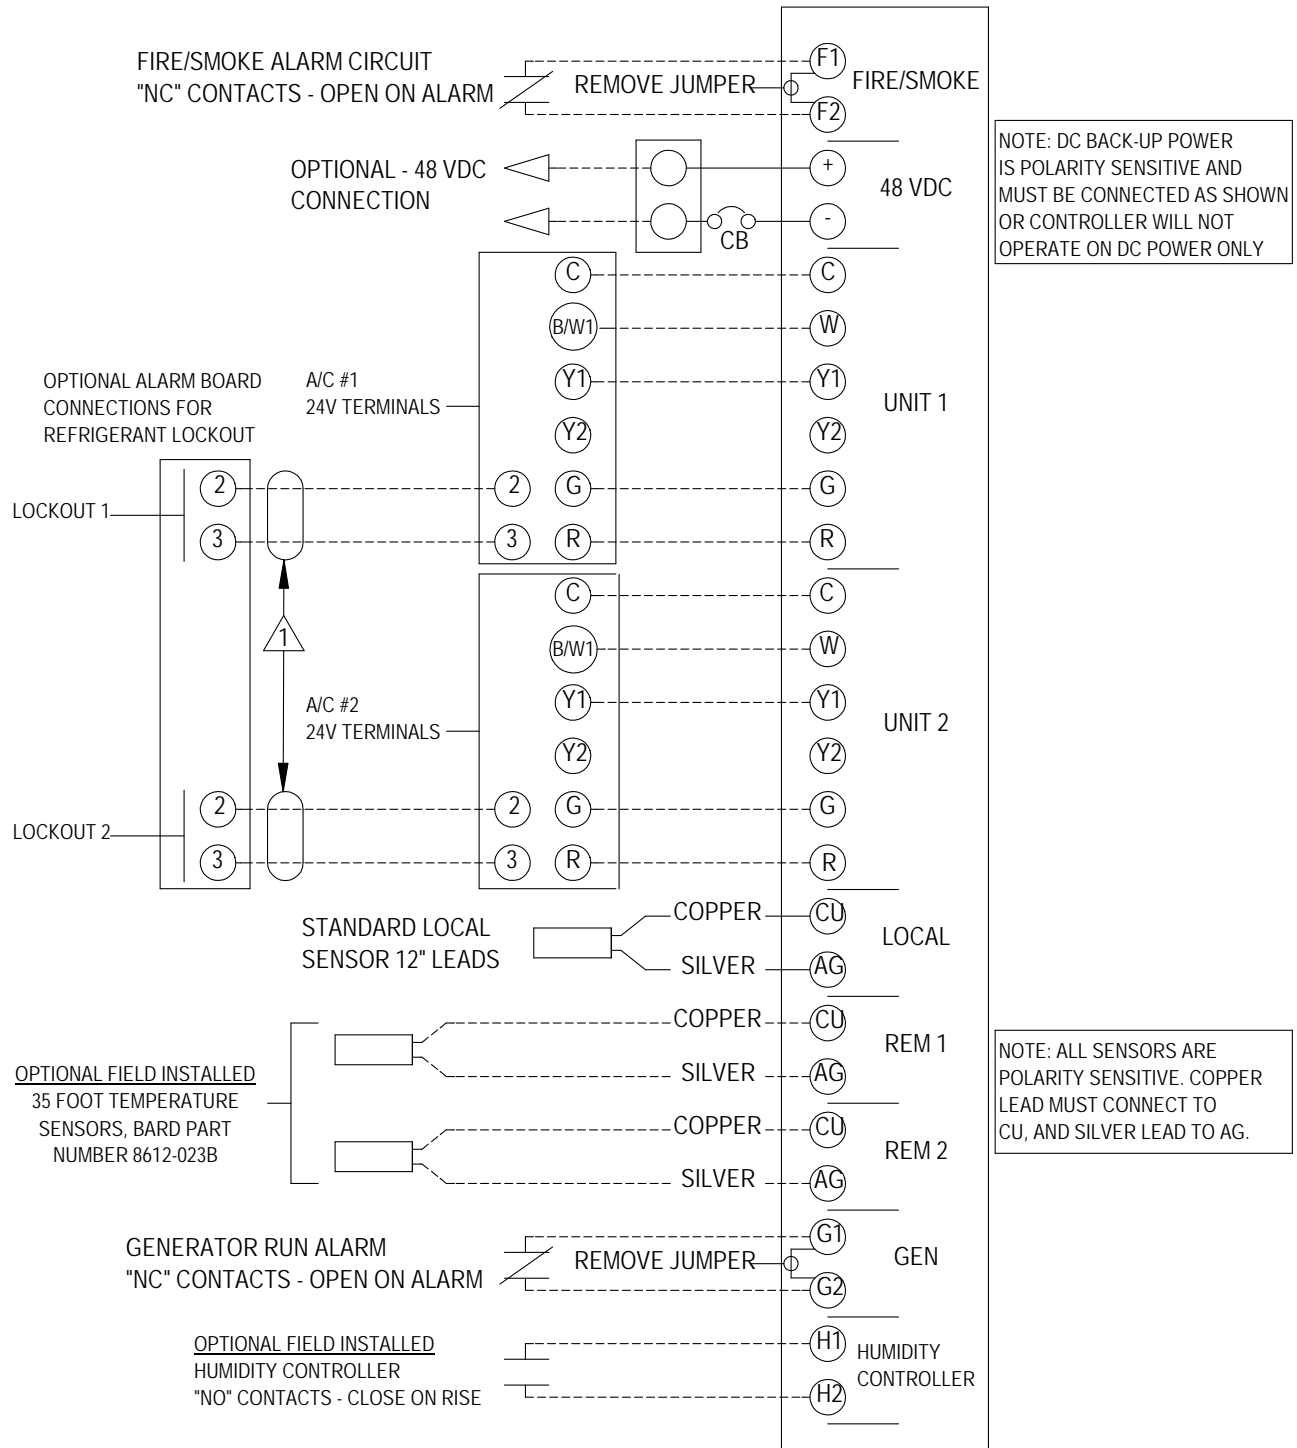 FIRE/SMOKE ALARM CIRCUIT
"NC" CONTACTS - OPEN ON ALARM
REMOVE JUMPER
F1
F2
FIRE/SMOKE
OPTIONAL - 48 VDC
CONNECTION
CB
+
-
48 VDC
NOTE: DC BACK-UP POWER
IS POLARITY SENSITIVE AND
MUST BE CONNECTED AS SHOWN
OR CONTROLLER WILL NOT
OPERATE ON DC POWER ONLY
OPTIONAL ALARM BOARD
CONNECTIONS FOR
REFRIGERANT LOCKOUT
LOCKOUT 1
2
3
1
A/C #1
24V TERMINALS
2
3
C
B/W1
Y1
Y2
G
R
C
W
Y1
Y2
G
R
UNIT 1
LOCKOUT 2
2
3
A/C #2
24V TERMINALS
2
3
C
B/W1
Y1
Y2
G
R
C
W
Y1
Y2
G
R
UNIT 2
STANDARD LOCAL
SENSOR 12" LEADS
COPPER
SILVER
CU
AG
LOCAL
OPTIONAL FIELD INSTALLED
35 FOOT TEMPERATURE
SENSORS, BARD PART
NUMBER 8612-023B
COPPER
SILVER
CU
AG
REM 1
COPPER
SILVER
CU
AG
REM 2
NOTE: ALL SENSORS ARE
POLARITY SENSITIVE. COPPER
LEAD MUST CONNECT TO
CU, AND SILVER LEAD TO AG.
GENERATOR RUN ALARM
"NC" CONTACTS - OPEN ON ALARM
REMOVE JUMPER
G1
G2
GEN
OPTIONAL FIELD INSTALLED
HUMIDITY CONTROLLER
"NO" CONTACTS - CLOSE ON RISE
H1
H2
HUMIDITY
CONTROLLER